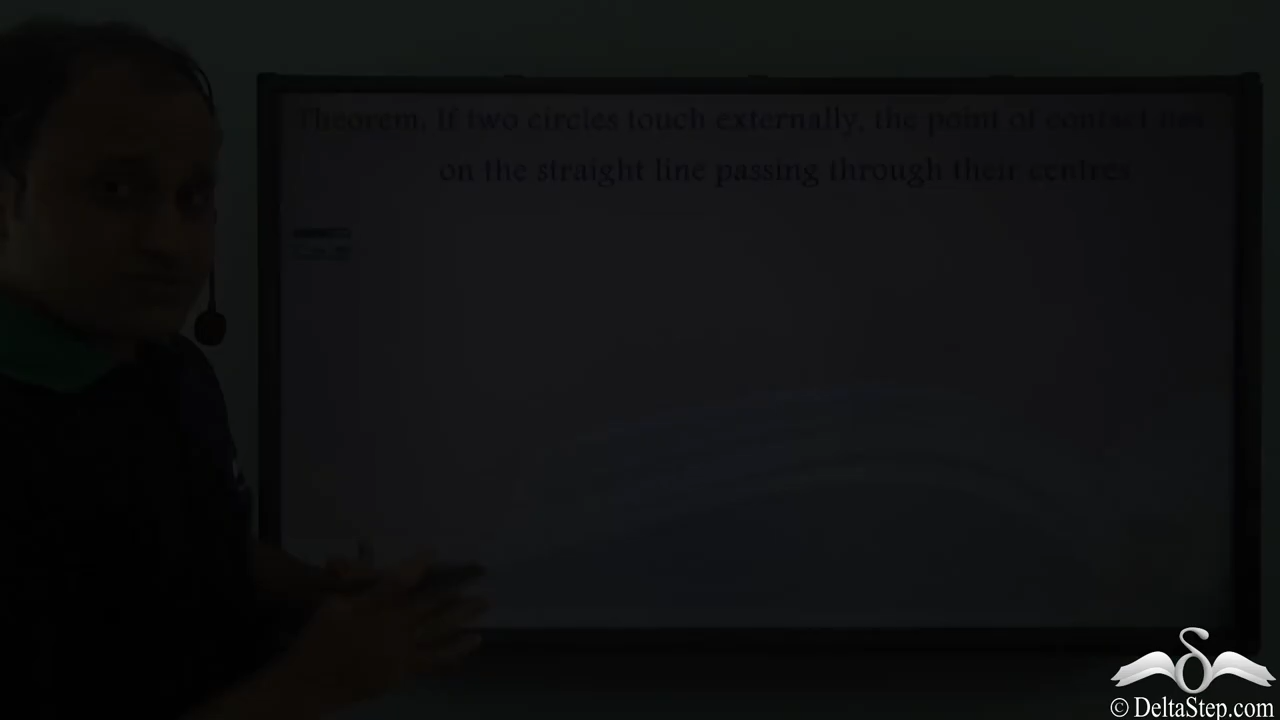 Theorem. If two circles touch externally, the point of contact lies
on the straight line passing through their centres
© DeltaStep.com